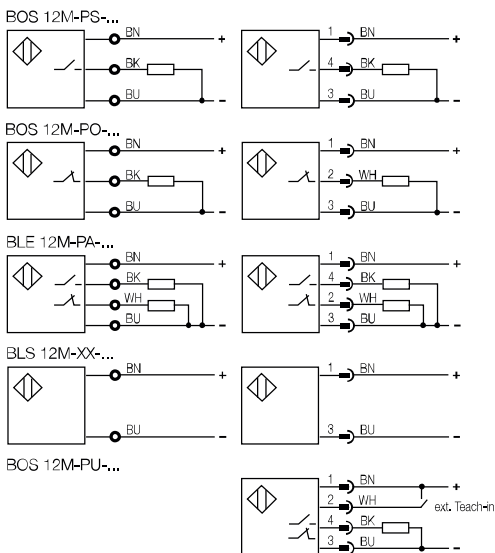 BOS 12M-PS-...
BN +
BK
BU -
1 BN +
4 BK
3 BU -
BOS 12M-PO-...
BN +
BK
BU -
1 BN +
2 WH
3 BU -
BLE 12M-PA-...
BN +
BK
WH
BU -
1 BN +
4 BK
2 WH
3 BU -
BLS 12M-XX-...
BN +
BU -
1 BN +
3 BU -
BOS 12M-PU-...
1 BN +
2 WH ext. Teach-in
4 BK
3 BU -